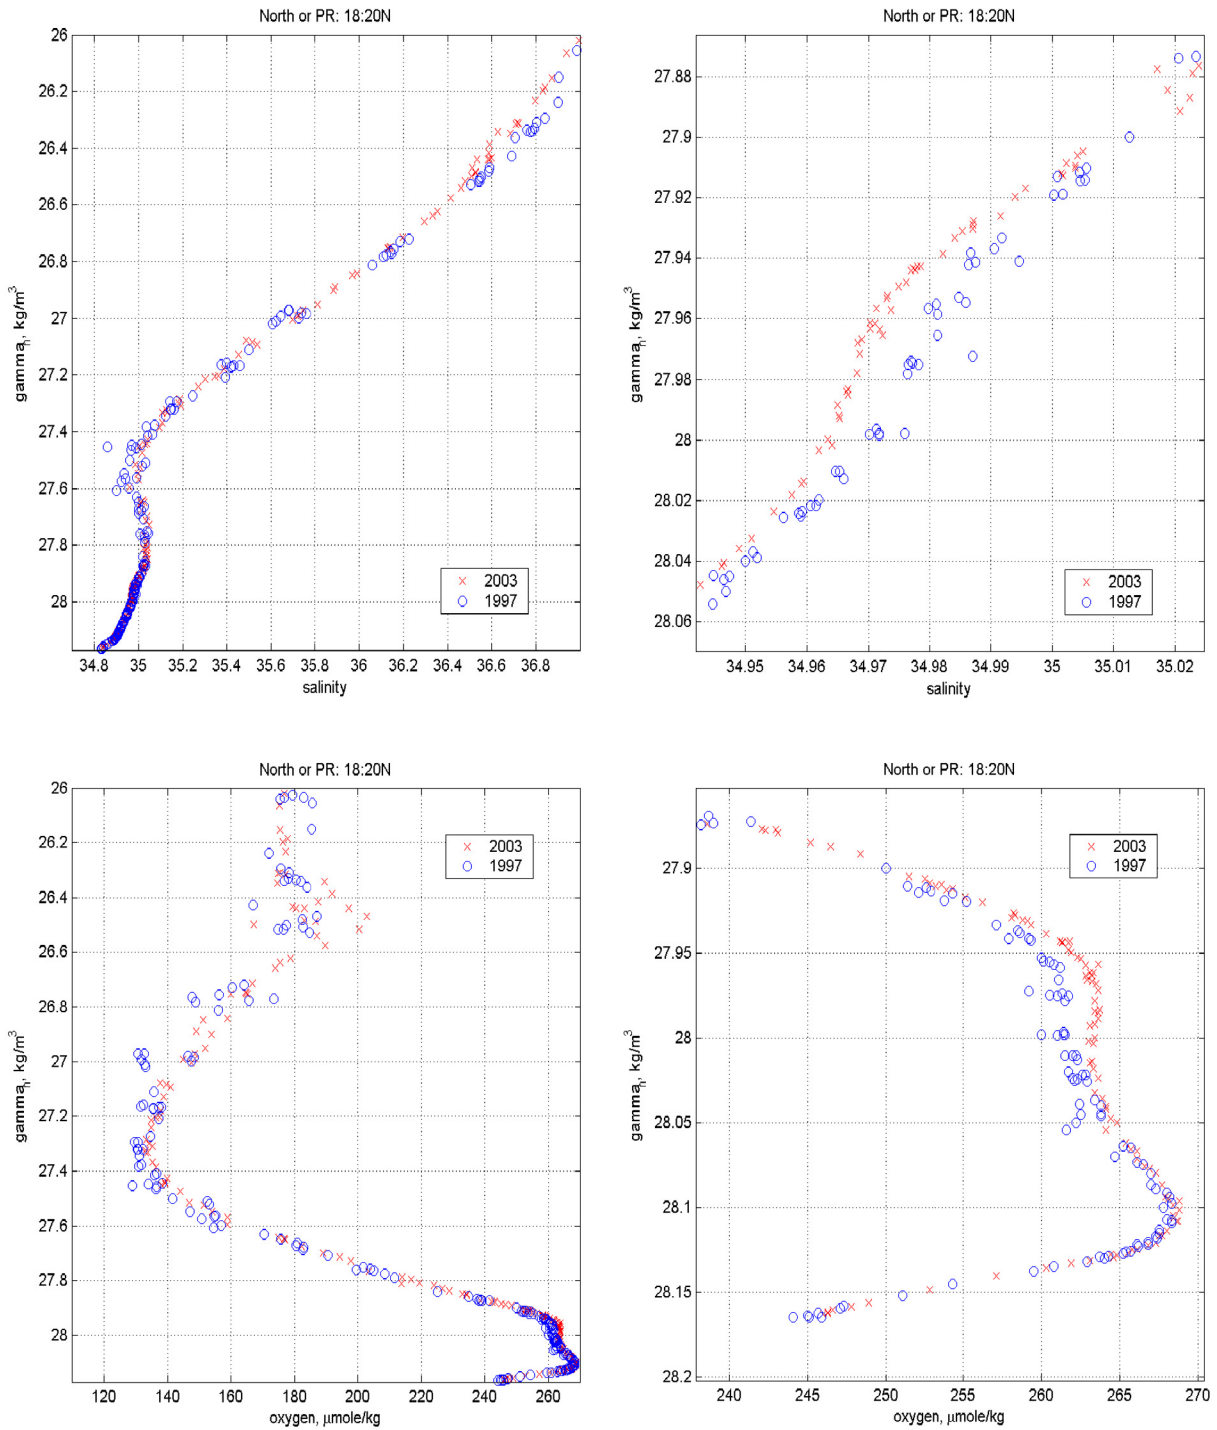 North or PR: 18:20N
26
26.2
26.4
26.6
26.8
27
27.2
27.4
27.6
27.8
28
gamma_n, kg/m³
34.8 35 35.2 35.4 35.6 35.8 36 36.2 36.4 36.6 36.8
salinity
2003
1997
North or PR: 18:20N
27.88
27.9
27.92
27.94
27.96
27.98
28
28.02
28.04
28.06
gamma_n, kg/m³
34.95 34.96 34.97 34.98 34.99 35 35.01 35.02
salinity
2003
1997
North or PR: 18:20N
26
26.2
26.4
26.6
26.8
27
27.2
27.4
27.6
27.8
28
gamma_n, kg/m³
120 140 160 180 200 220 240 260
oxygen, µmole/kg
2003
1997
North or PR: 18:20N
27.9
27.95
28
28.05
28.1
28.15
28.2
gamma_n, kg/m³
240 245 250 255 260 265 270
oxygen, µmole/kg
2003
1997